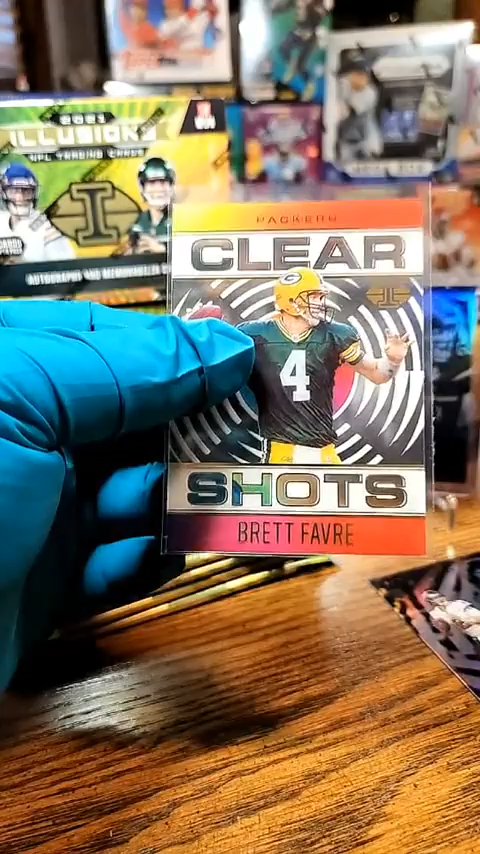 2021
ILLUSIONS
NFL TRADING CARDS
I
PACKERS
CLEAR
I
4
SHOTS
BRETT FAVRE